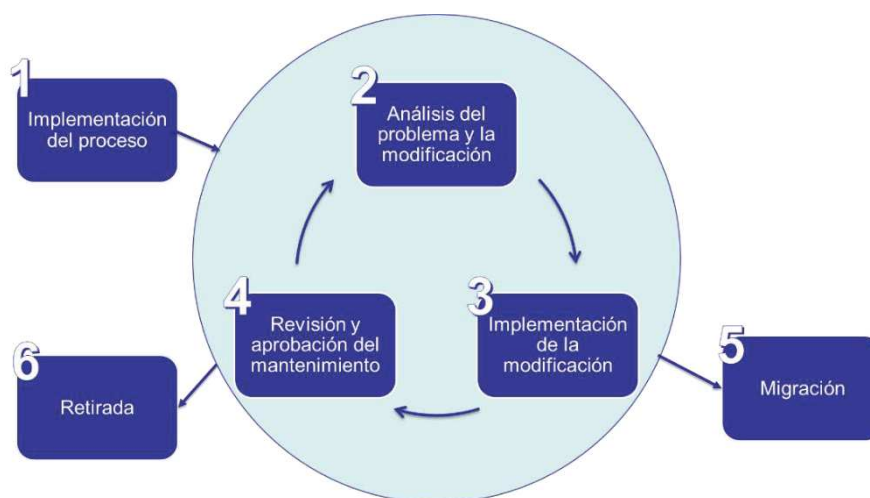 1
Implementación
del proceso
2
Análisis del
problema y la
modificación
3
Implementación
de la
modificación
4
Revisión y
aprobación del
mantenimiento
5
Migración
6
Retirada